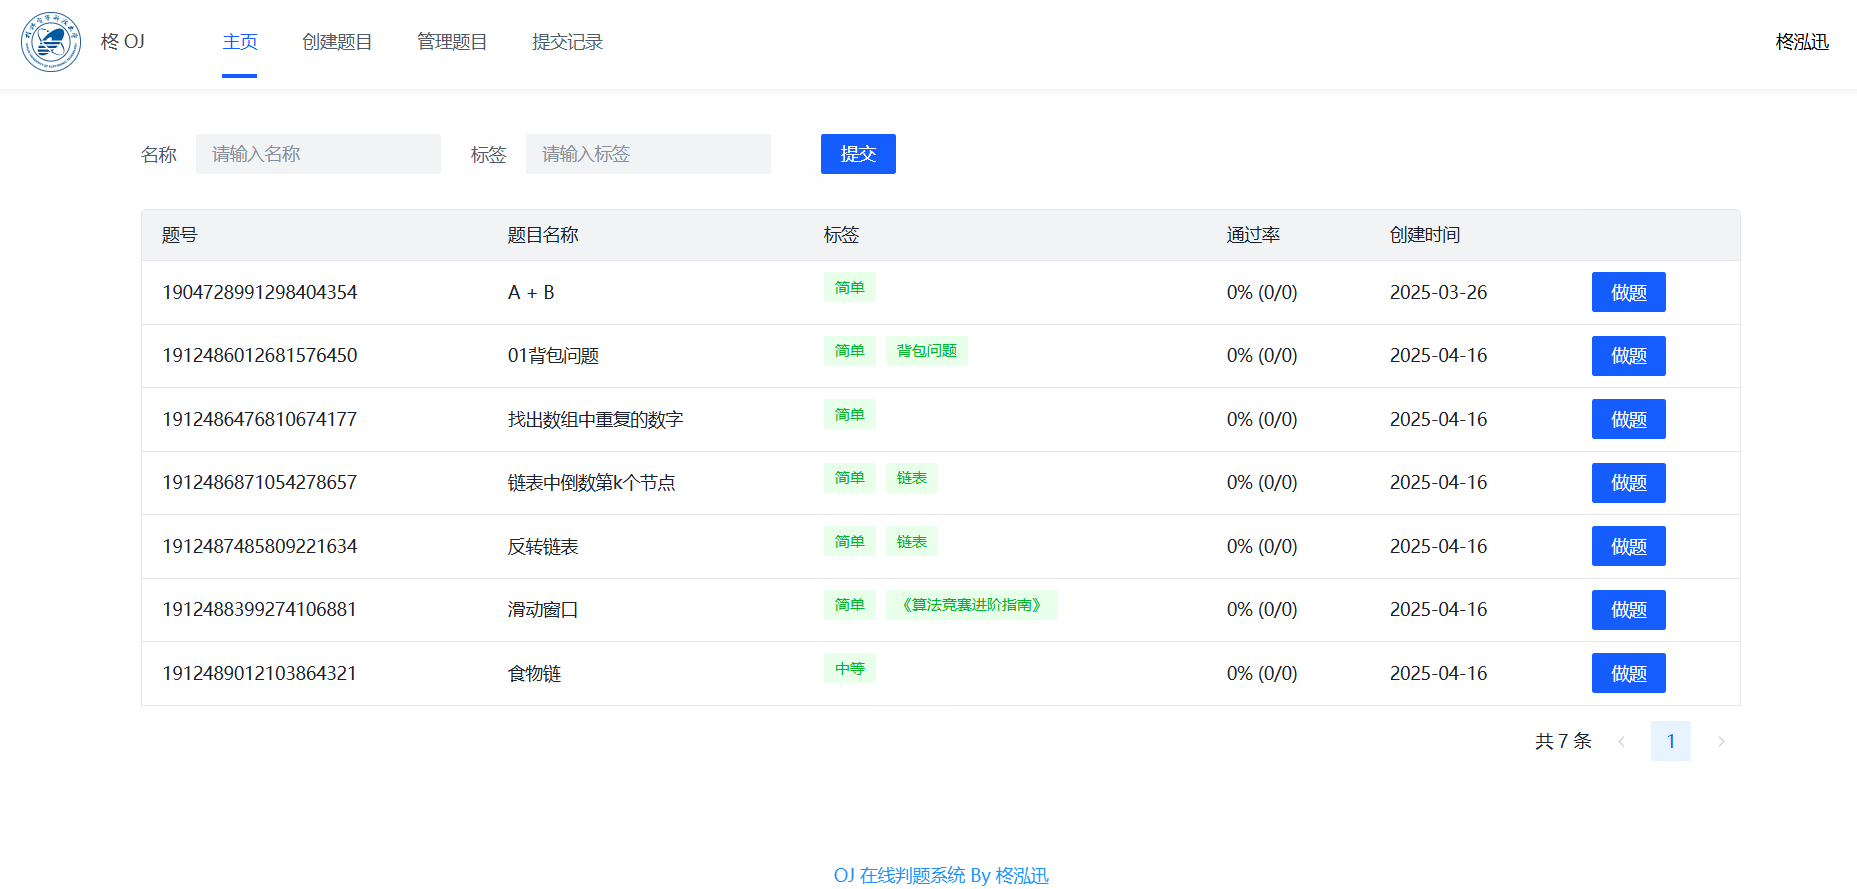 柊 OJ 主页 创建题目 管理题目 提交记录 柊泓迅
名称 请输入名称 标签 请输入标签 提交
题号 题目名称 标签 通过率 创建时间
1904728991298404354 A + B 简单 0% (0/0) 2025-03-26 做题
1912486012681576450 01背包问题 简单 背包问题 0% (0/0) 2025-04-16 做题
1912486476810674177 找出数组中重复的数字 简单 0% (0/0) 2025-04-16 做题
1912486871054278657 链表中倒数第k个节点 简单 链表 0% (0/0) 2025-04-16 做题
1912487485809221634 反转链表 简单 链表 0% (0/0) 2025-04-16 做题
1912488399274106881 滑动窗口 简单 《算法竞赛进阶指南》 0% (0/0) 2025-04-16 做题
1912489012103864321 食物链 中等 0% (0/0) 2025-04-16 做题
共 7 条 1
OJ 在线判题系统 By 柊泓迅